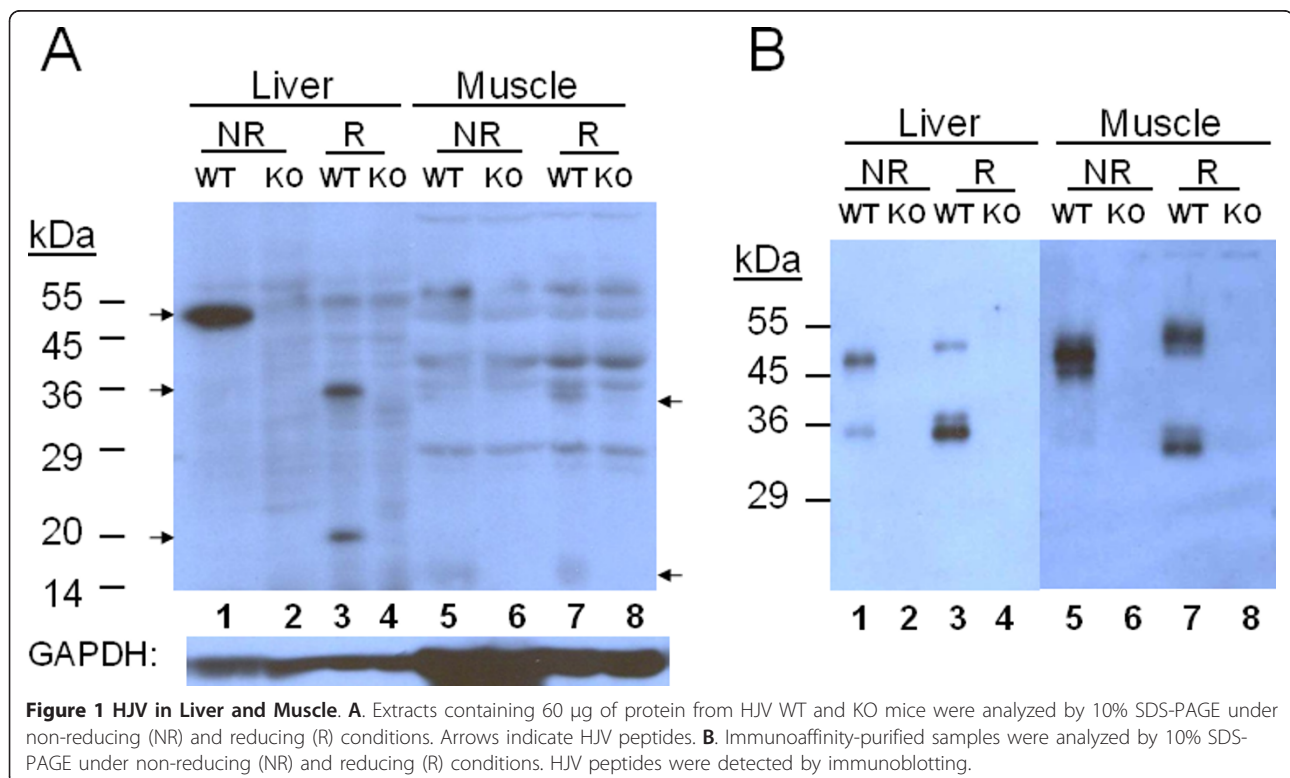 A
B
Liver Muscle
NR R NR R
WT KO WT KO WT KO WT KO
kDa
55
45
36
29
20
14
1 2 3 4 5 6 7 8
GAPDH:
Liver Muscle
NR R NR R
WT KO WT KO WT KO WT KO
kDa
55
45
36
29
1 2 3 4 5 6 7 8
Figure 1 HJV in Liver and Muscle. A. Extracts containing 60 μg of protein from HJV WT and KO mice were analyzed by 10% SDS-PAGE under
non-reducing (NR) and reducing (R) conditions. Arrows indicate HJV peptides. B. Immunoaffinity-purified samples were analyzed by 10% SDS-
PAGE under non-reducing (NR) and reducing (R) conditions. HJV peptides were detected by immunoblotting.